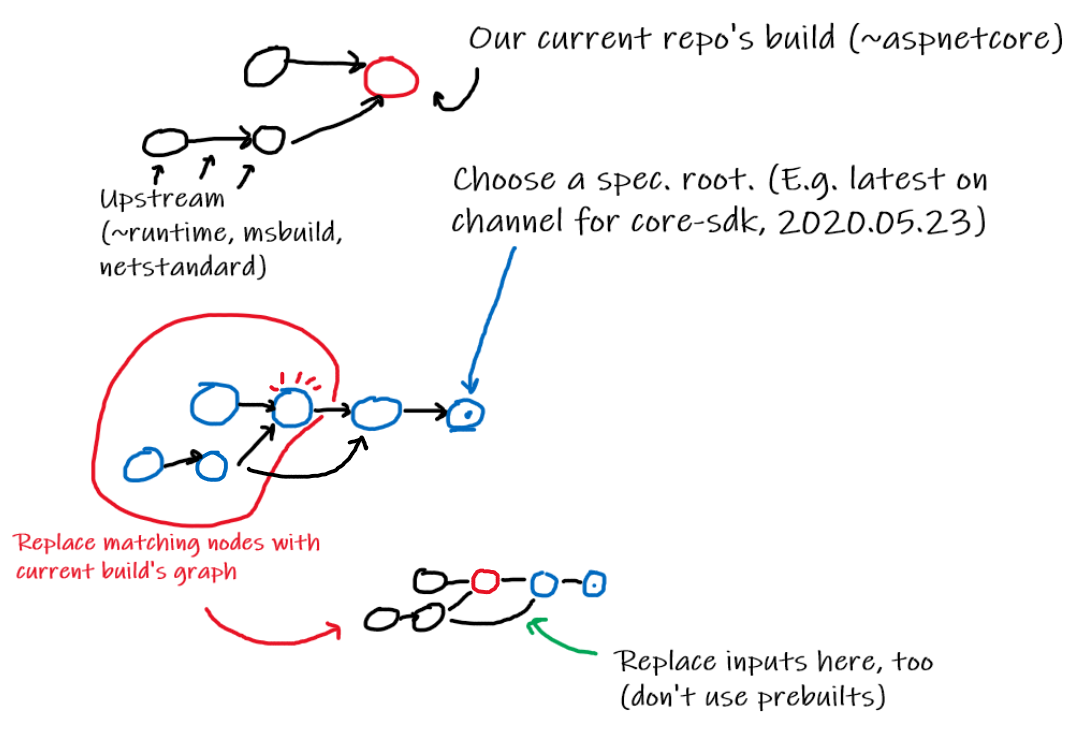 Our current repo's build (~aspnetcore)
Upstream
(~runtime, msbuild,
netstandard)
Choose a spec. root. (E.g. latest on
channel for core-sdk, 2020.05.23)
Replace matching nodes with
current build's graph
Replace inputs here, too
(don't use prebuilts)